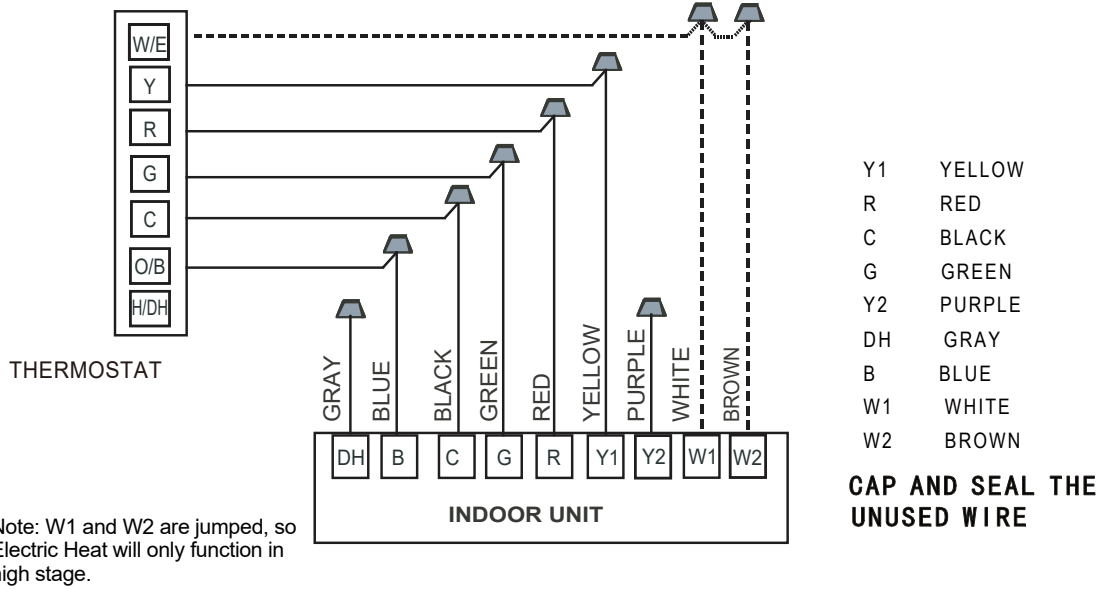 W/E
Y
R
G
C
O/B
H/DH
THERMOSTAT
GRAY
BLUE
BLACK
GREEN
RED
YELLOW
PURPLE
WHITE
BROWN
DH B C G R Y1 Y2 W1 W2
INDOOR UNIT
Y1 YELLOW
R RED
C BLACK
G GREEN
Y2 PURPLE
DH GRAY
B BLUE
W1 WHITE
W2 BROWN
CAP AND SEAL THE
UNUSED WIRE
Note: W1 and W2 are jumped, so
Electric Heat will only function in
high stage.